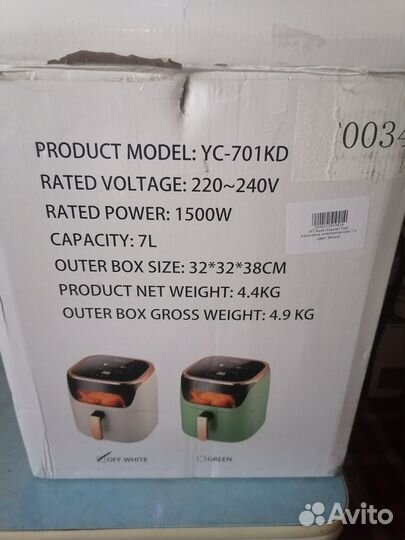 0034
PRODUCT MODEL: YC-701KD
RATED VOLTAGE: 220~240V
RATED POWER: 1500W
CAPACITY: 7L
OUTER BOX SIZE: 32*32*38CM
PRODUCT NET WEIGHT: 4.4KG
OUTER BOX GROSS WEIGHT: 4.9 KG
OFF WHITE
GREEN
Avito